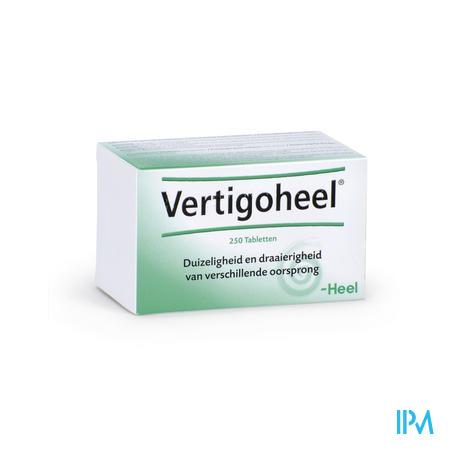 Vertigoheel®
250 Tabletten
Duizeligheid en draaierigheid
van verschillende oorsprong
-Heel
IPM